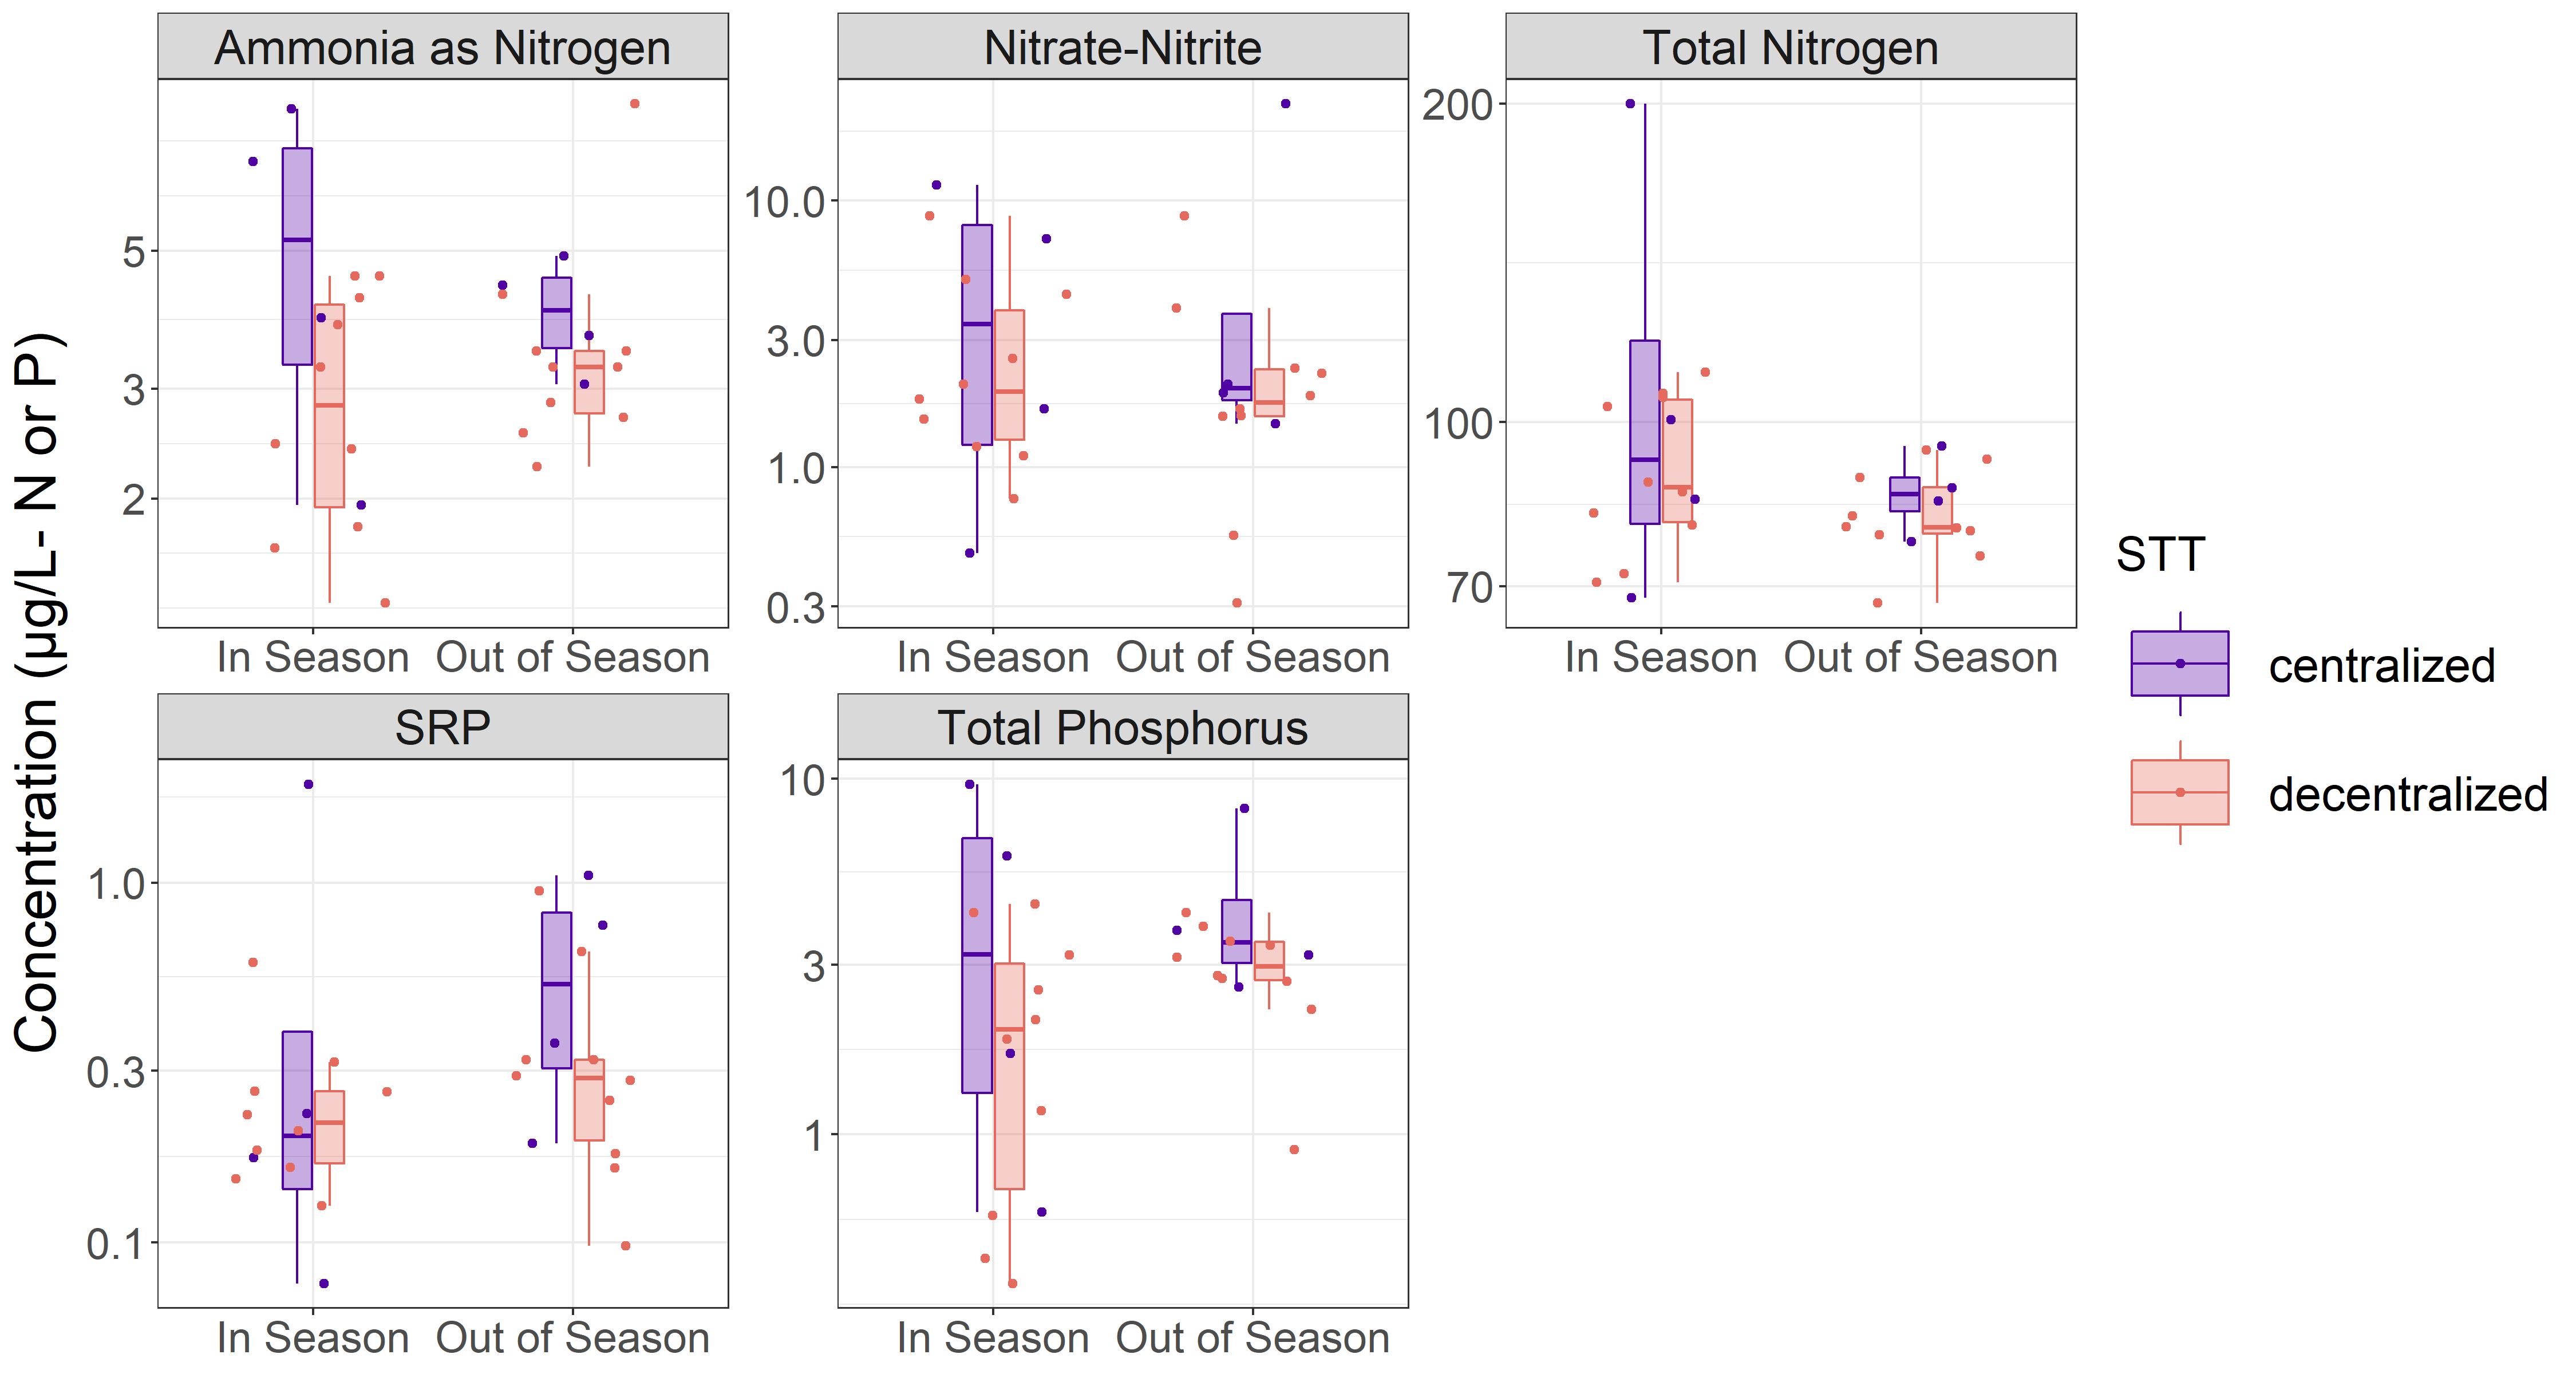 Concentration (µg/L- N or P)
Ammonia as Nitrogen
5
3
2
In Season
Out of Season
Nitrate-Nitrite
10.0
3.0
1.0
0.3
In Season
Out of Season
Total Nitrogen
200
100
70
In Season
Out of Season
SRP
1.0
0.3
0.1
In Season
Out of Season
Total Phosphorus
10
3
1
In Season
Out of Season
STT
centralized
decentralized